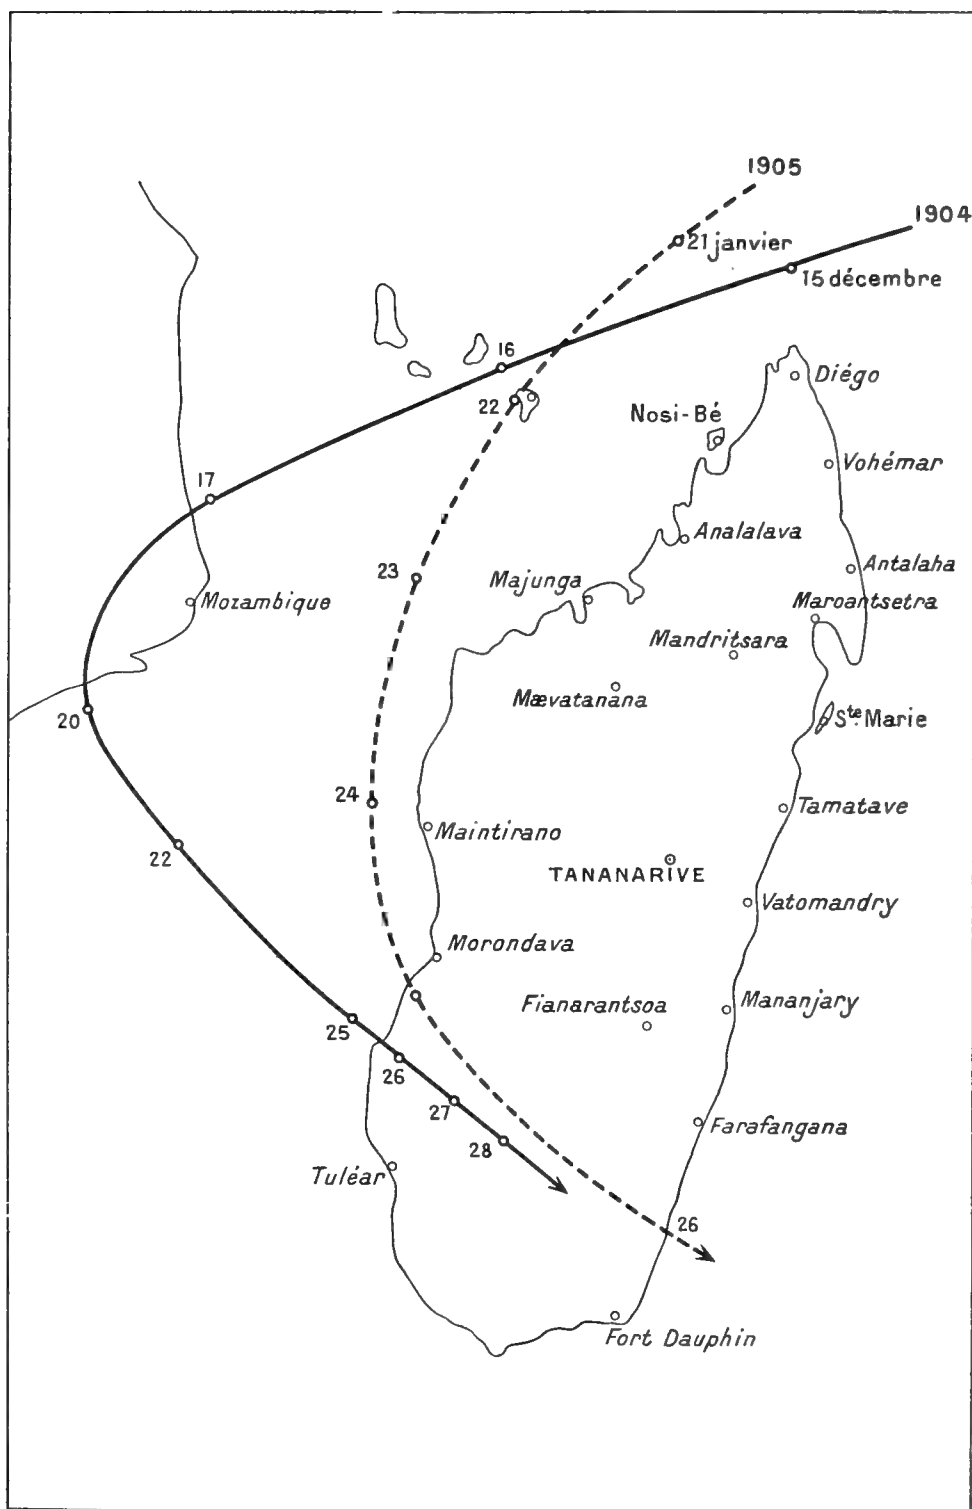 1905
1904
21 janvier
15 décembre
16
Diégo
22
Nosi-Bé
Vohémar
17
Analalava
Antalaha
23
Majunga
Mozambique
Maroantsetra
Mandritsara
Mævatanana
20
Ste. Marie
24
Tamatave
Maintirano
22
TANANARIVE
Vatomandry
Morondava
Fianarantsoa
Mananjary
25
26
27
Farafangana
28
Tuléar
26
Fort Dauphin